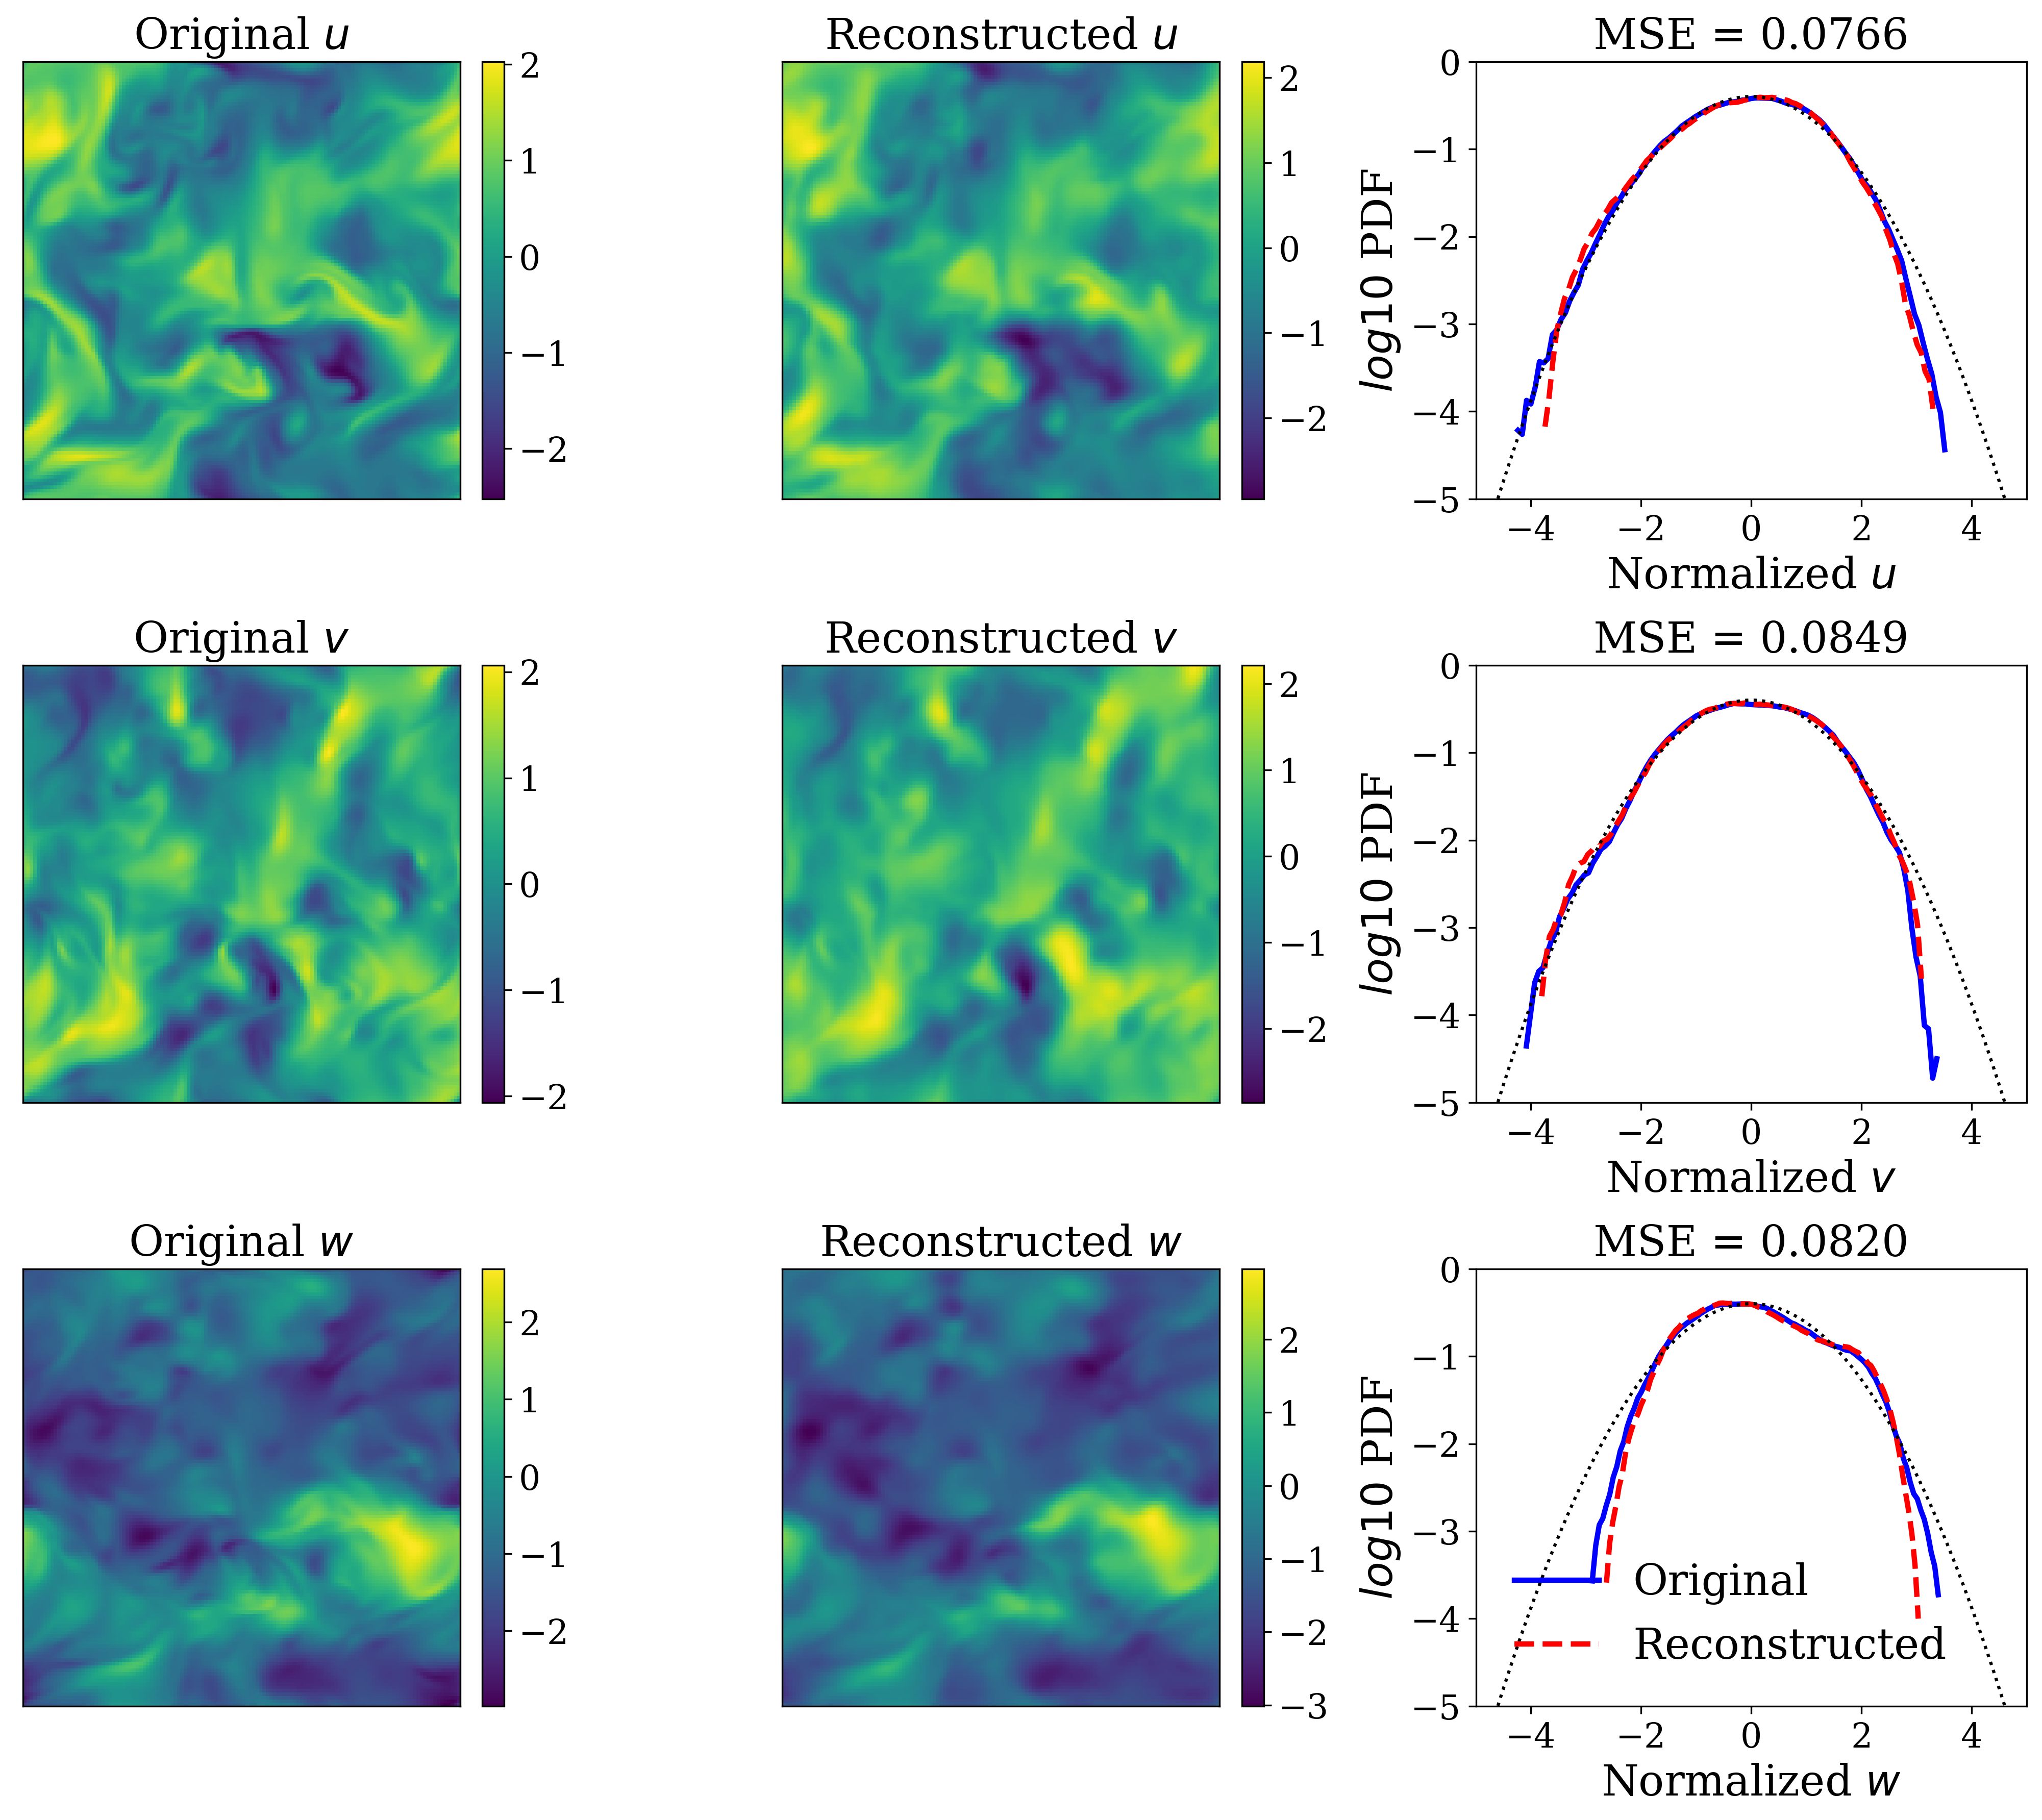 Original u
2
1
0
−1
−2
Reconstructed u
2
1
0
−1
−2
MSE = 0.0766
0
−1
−2
−3
−4
−5
log10 PDF
−4 −2 0 2 4
Normalized u
Original v
2
1
0
−1
−2
Reconstructed v
2
1
0
−1
−2
MSE = 0.0849
0
−1
−2
−3
−4
−5
log10 PDF
−4 −2 0 2 4
Normalized v
Original w
2
1
0
−1
−2
Reconstructed w
2
1
0
−1
−2
−3
MSE = 0.0820
0
−1
−2
−3
−4
−5
log10 PDF
Original
Reconstructed
−4 −2 0 2 4
Normalized w